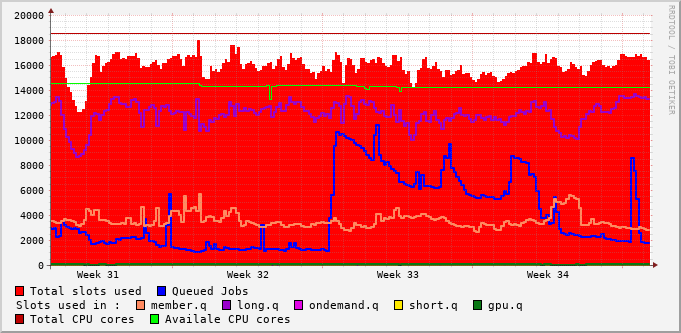 20000
18000
16000
14000
12000
10000
8000
6000
4000
2000
0
Week 31 Week 32 Week 33 Week 34
RRDTOOL / TOBI OETIKER
Total slots used Queued Jobs
Slots used in : member.q long.q ondemand.q short.q gpu.q
Total CPU cores Availale CPU cores